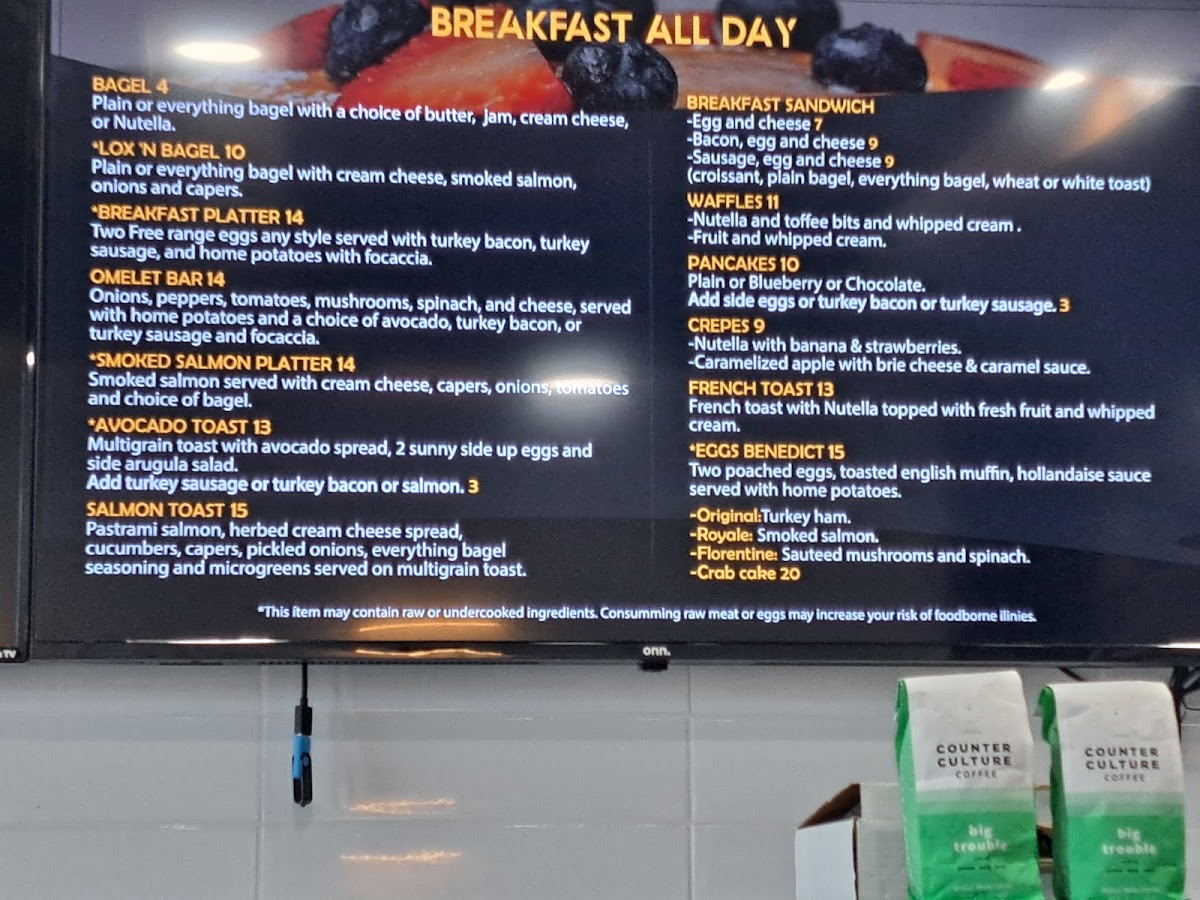 BREAKFAST ALL DAY
BAGEL 4
Plain or everything bagel with a choice of butter, Jam, cream cheese,
or Nutella.
*LOX 'N BAGEL 10
Plain or everything bagel with cream cheese, smoked salmon,
onions and capers.
*BREAKFAST PLATTER 14
Two Free range eggs any style served with turkey bacon, turkey
sausage, and home potatoes with focaccia.
OMELET BAR 14
Onions, peppers, tomatoes, mushrooms, spinach, and cheese, served
with home potatoes and a choice of avocado, turkey bacon, or
turkey sausage and focaccia.
*SMOKED SALMON PLATTER 14
Smoked salmon served with cream cheese, capers, onions, tomatoes
and choice of bagel.
*AVOCADO TOAST 13
Multigrain toast with avocado spread, 2 sunny side up eggs and
side arugula salad.
Add turkey sausage or turkey bacon or salmon. 3
SALMON TOAST 15
Pastrami salmon, herbed cream cheese spread,
cucumbers, capers, pickled onions, everything bagel
seasoning and microgreens served on multigrain toast.
BREAKFAST SANDWICH
-Egg and cheese 7
-Bacon, egg and cheese 9
-Sausage, egg and cheese 9
(croissant, plain bagel, everything bagel, wheat or white toast)
WAFFLES 11
-Nutella and toffee bits and whipped cream .
-Fruit and whipped cream.
PANCAKES 10
Plain or Blueberry or Chocolate.
Add side eggs or turkey bacon or turkey sausage. 3
CREPES 9
-Nutella with banana & strawberries.
-Caramelized apple with brie cheese & caramel sauce.
FRENCH TOAST 13
French toast with Nutella topped with fresh fruit and whipped
cream.
*EGGS BENEDICT 15
Two poached eggs, toasted english muffin, hollandaise sauce
served with home potatoes.
-Original:Turkey ham.
-Royale: Smoked salmon.
-Florentine: Sauteed mushrooms and spinach.
-Crab cake 20
*This item may contain raw or undercooked ingredients. Consumming raw meat or eggs may increase your risk of foodborne ilinies.
TV
onn.
COUNTER
CULTURE
COFFEE
big
trouble
COUNTER
CULTURE
COFFEE
big
trouble